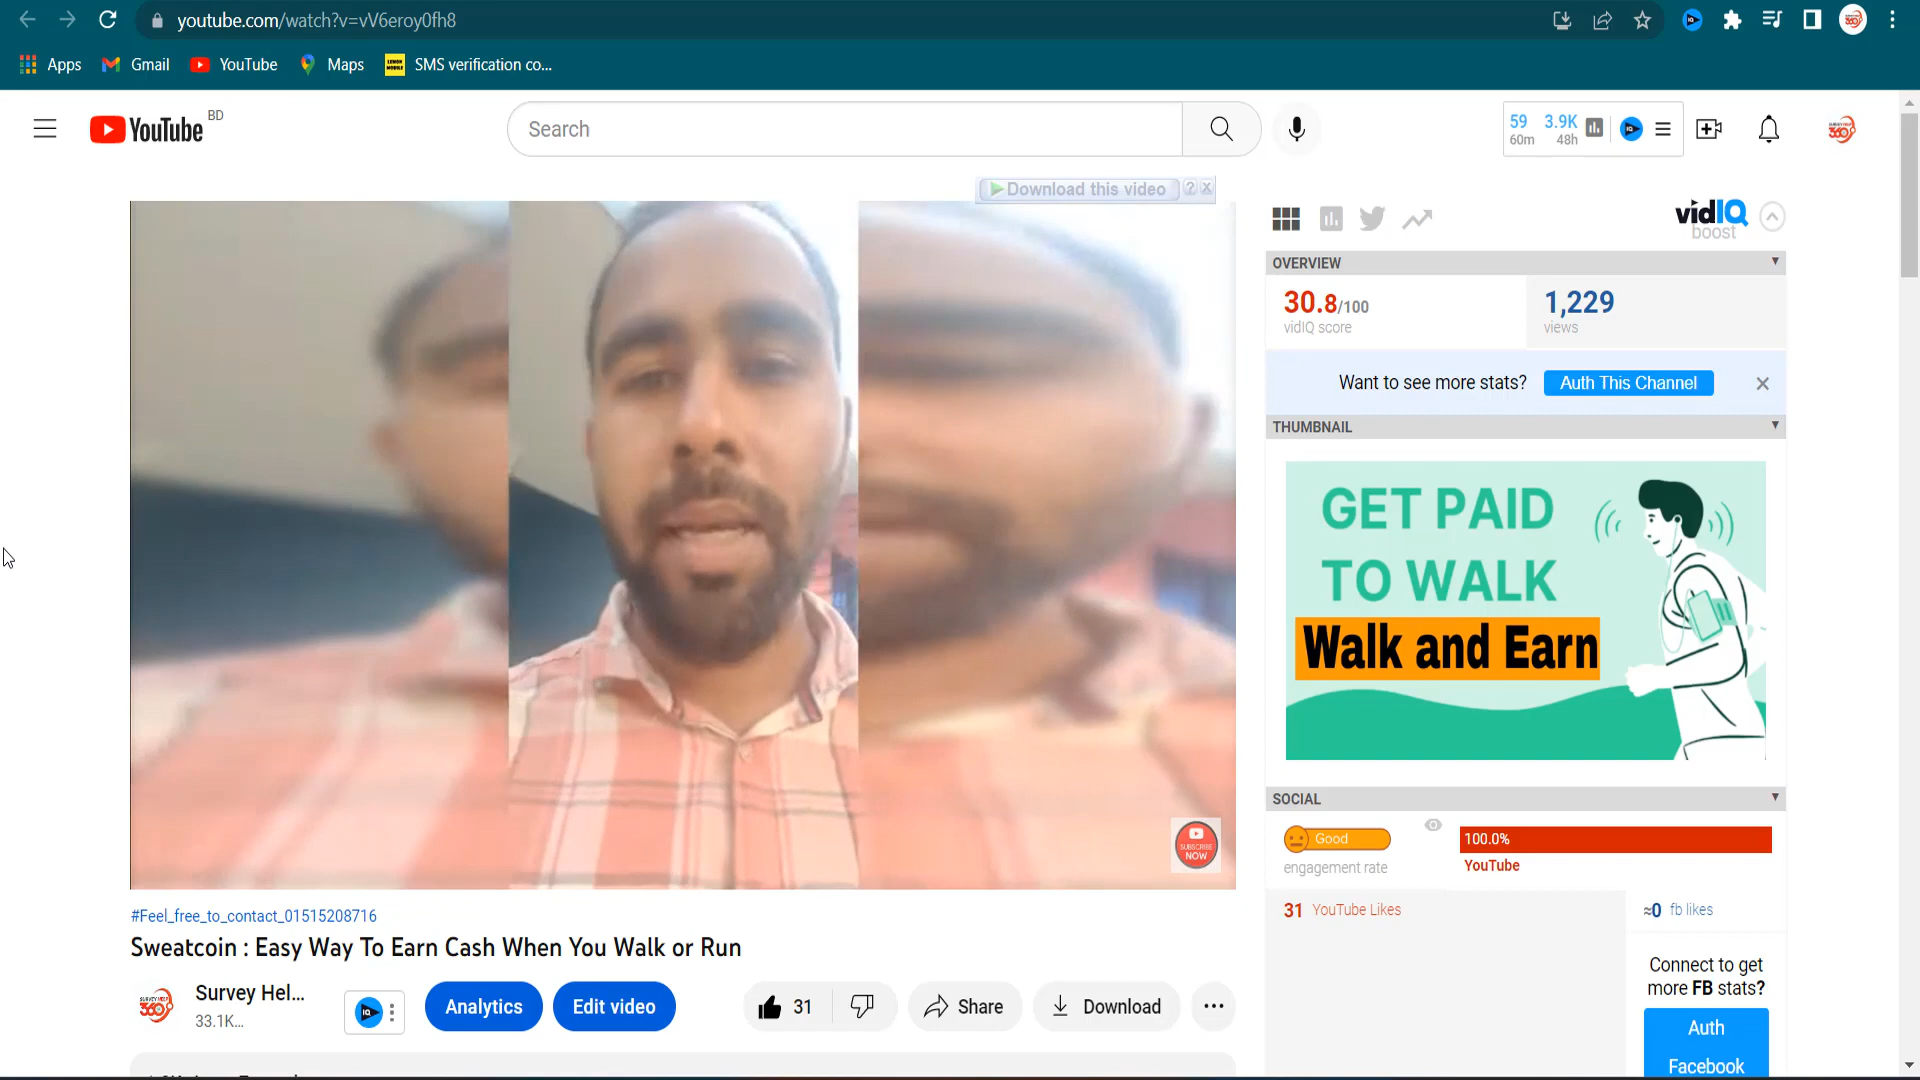 youtube.com/watch?v=vV6eroy0fh8
Apps Gmail YouTube Maps SMS verification co...
YouTube BD
Search
59 3.9K
60m 48h
Download this video
vidIQ
boost
OVERVIEW
30.8/100
vidIQ score
1,229
views
Want to see more stats? Auth This Channel
THUMBNAIL
GET PAID
TO WALK
Walk and Earn
SOCIAL
Good
engagement rate
100.0%
YouTube
SUBSCRIBE
NOW
31 YouTube Likes
≈0 fb likes
#Feel_free_to_contact_01515208716
Sweatcoin : Easy Way To Earn Cash When You Walk or Run
Survey Hel...
33.1K...
Analytics
Edit video
31
Share
Download
Connect to get
more FB stats?
Auth
Facebook